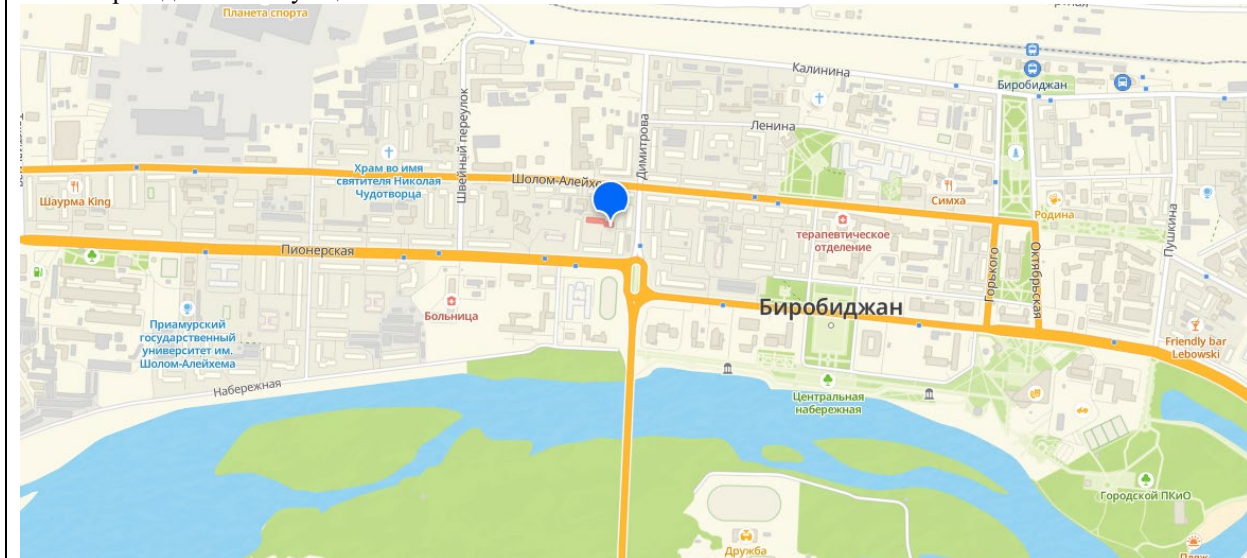 Планета спорта
Калинина
Биробиджан
Ленина
Швейный переулок
Димитрова
Храм во имя
святителя Николая
Чудотворца
Шолом-Алейхе
Шаурма King
Симха
Родина
терапевтическое
отделение
Пушкина
Пионерская
Горького
Октябрьская
Биробиджан
Больница
Приамурский
государственный
университет им.
Шолом-Алейхема
Friendly bar
Lebowski
Набережная
Центральная
набережная
Городской ПКиО
Дружба